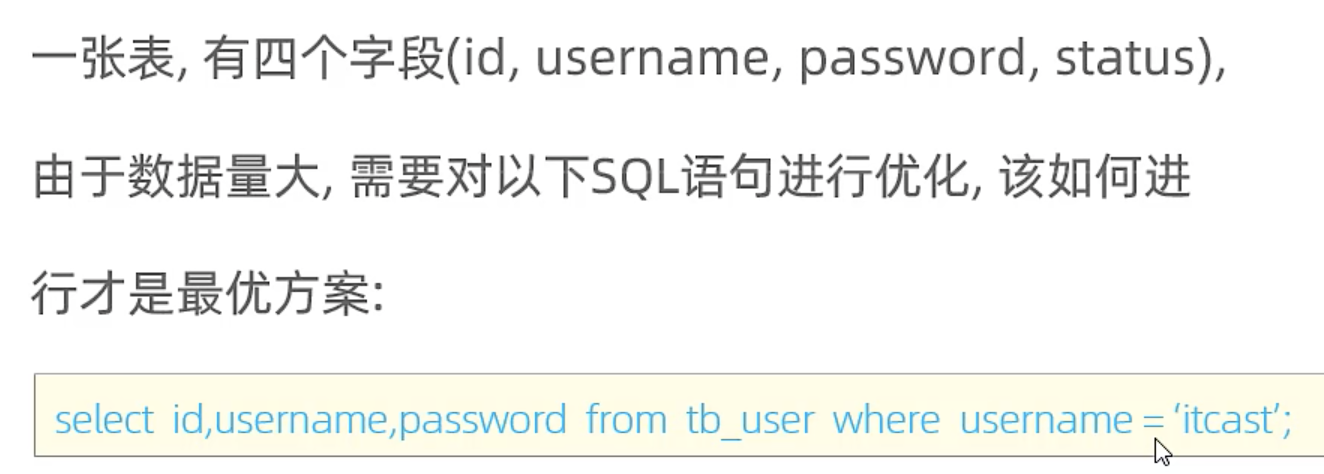 一张表, 有四个字段(id, username, password, status),
由于数据量大, 需要对以下SQL语句进行优化, 该如何进
行才是最优方案:
select id,username,password from tb_user where username = ‘itcast’;